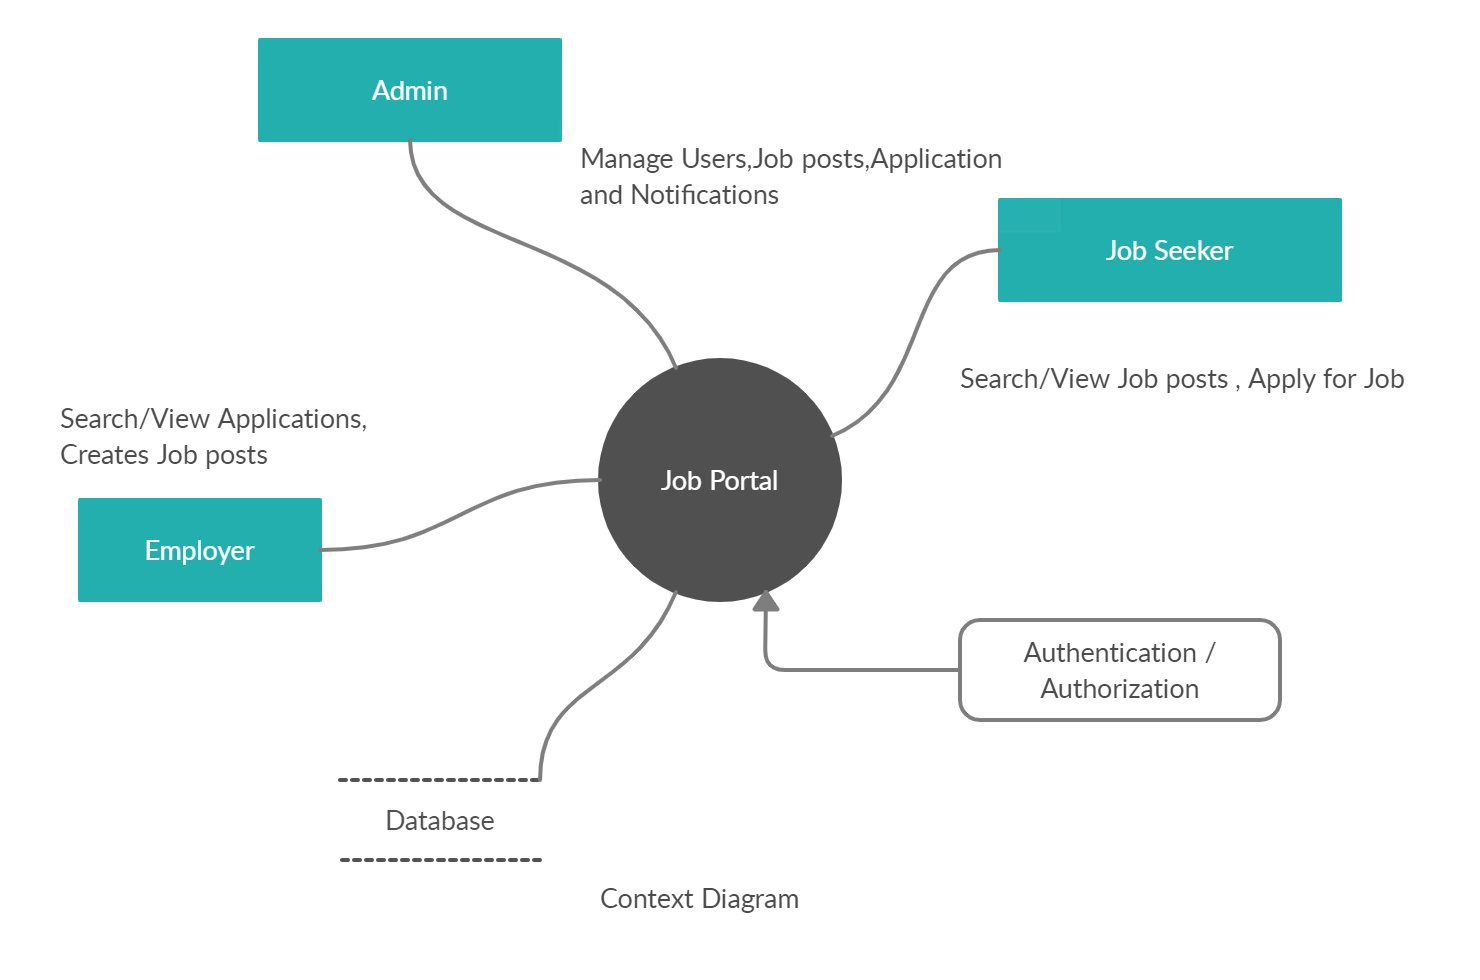 Admin
Manage Users,Job posts,Application
and Notifications
Job Seeker
Search/View Job posts , Apply for Job
Search/View Applications,
Creates Job posts
Job Portal
Employer
Authentication /
Authorization
Database
Context Diagram